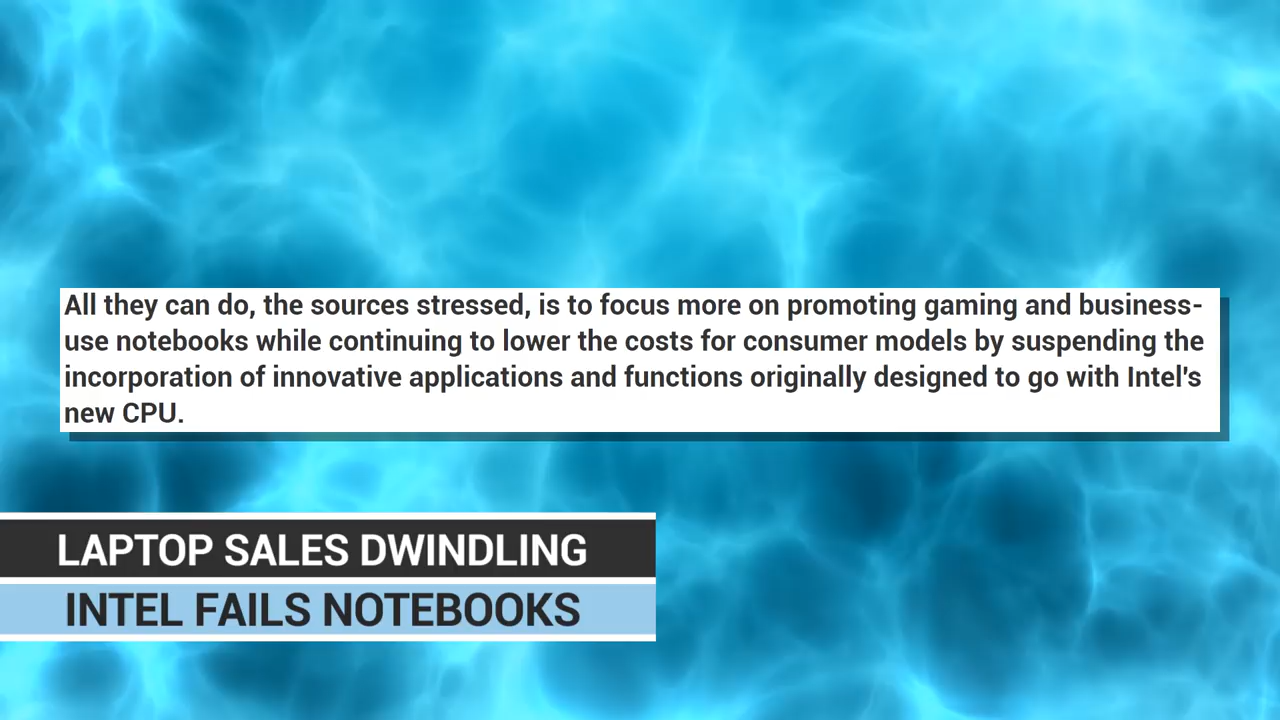 All they can do, the sources stressed, is to focus more on promoting gaming and business-
use notebooks while continuing to lower the costs for consumer models by suspending the
incorporation of innovative applications and functions originally designed to go with Intel's
new CPU.
LAPTOP SALES DWINDLING
INTEL FAILS NOTEBOOKS